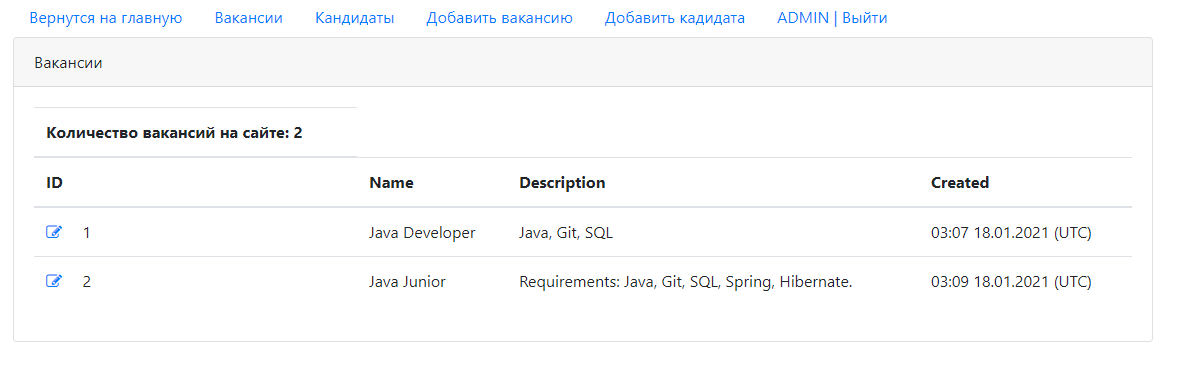 Вернутся на главную Вакансии Кандидаты Добавить вакансию Добавить кадидата ADMIN | Выйти
Вакансии
Количество вакансий на сайте: 2
ID Name Description Created
1 Java Developer Java, Git, SQL 03:07 18.01.2021 (UTC)
2 Java Junior Requirements: Java, Git, SQL, Spring, Hibernate. 03:09 18.01.2021 (UTC)